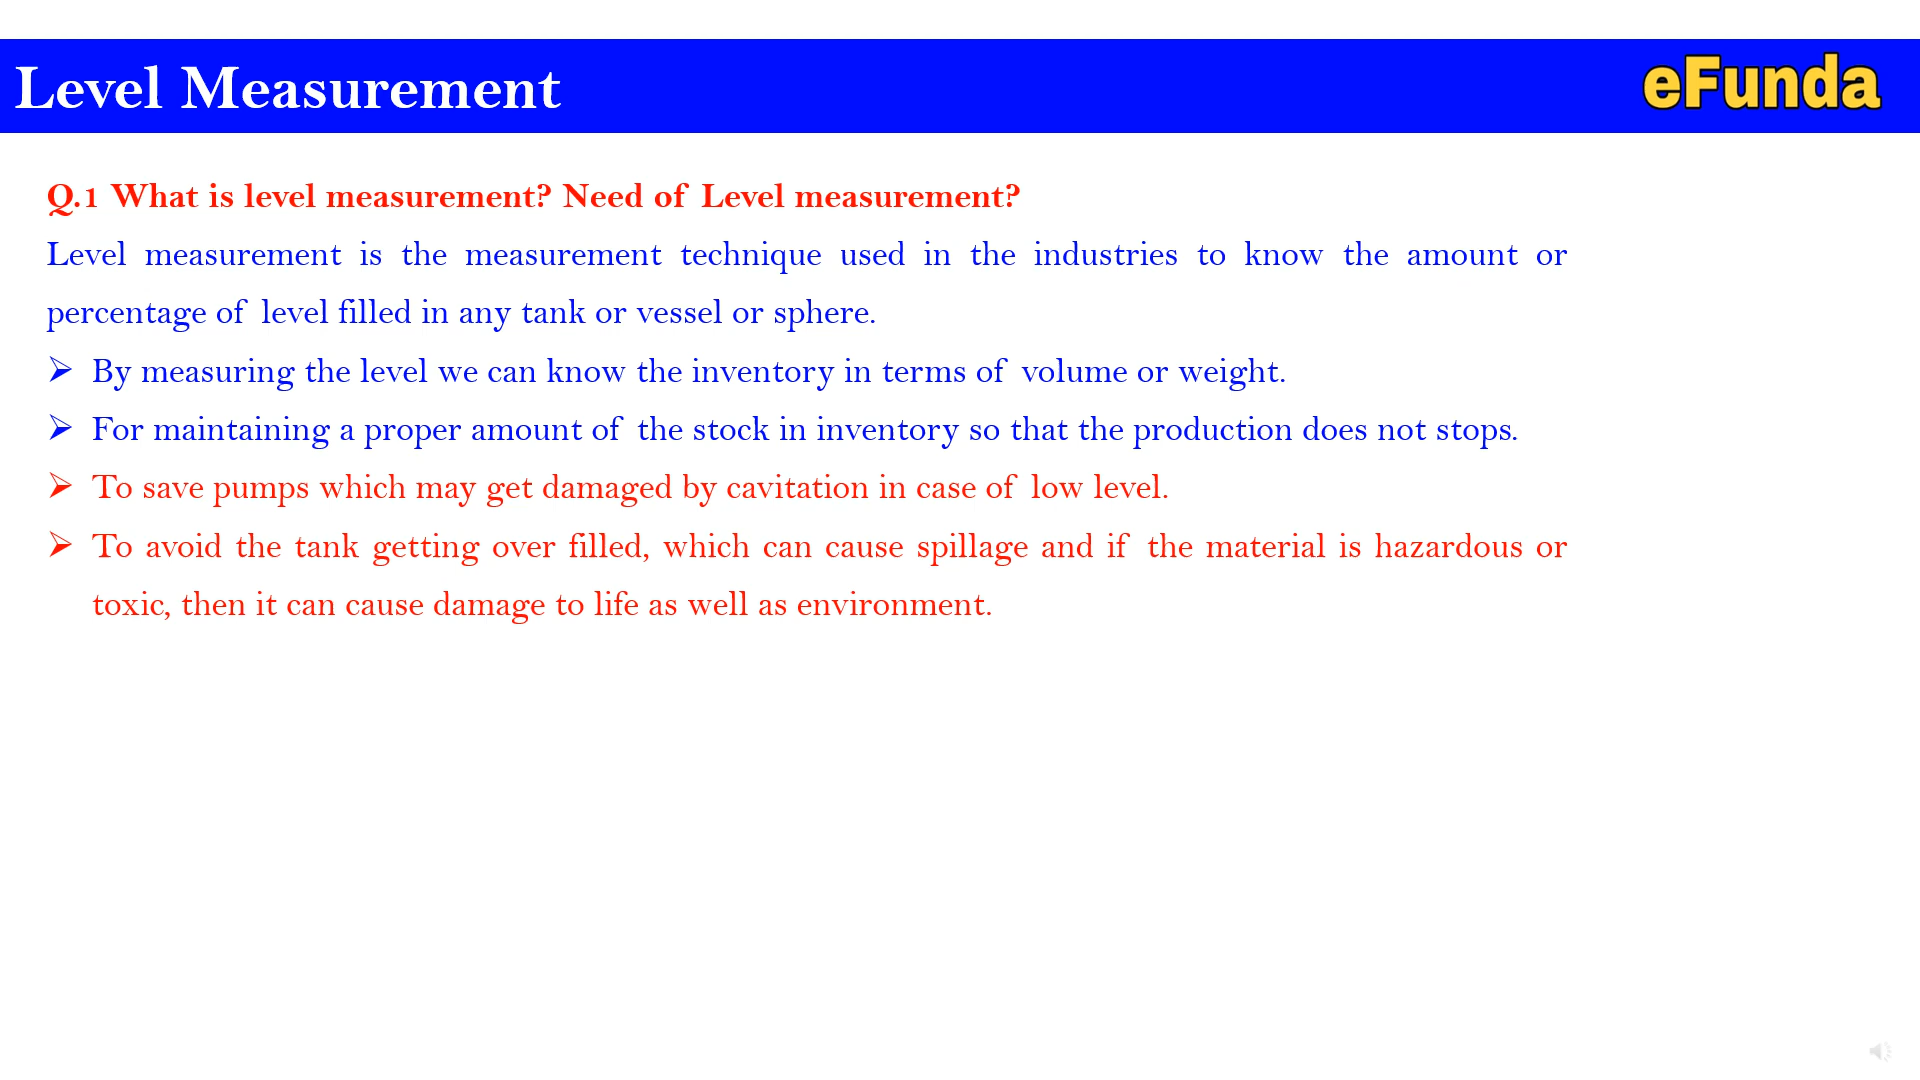 Level Measurement
eFunda
Q.1 What is level measurement? Need of Level measurement?
Level measurement is the measurement technique used in the industries to know the amount or
percentage of level filled in any tank or vessel or sphere.
➢ By measuring the level we can know the inventory in terms of volume or weight.
➢ For maintaining a proper amount of the stock in inventory so that the production does not stops.
➢ To save pumps which may get damaged by cavitation in case of low level.
➢ To avoid the tank getting over filled, which can cause spillage and if the material is hazardous or
toxic, then it can cause damage to life as well as environment.